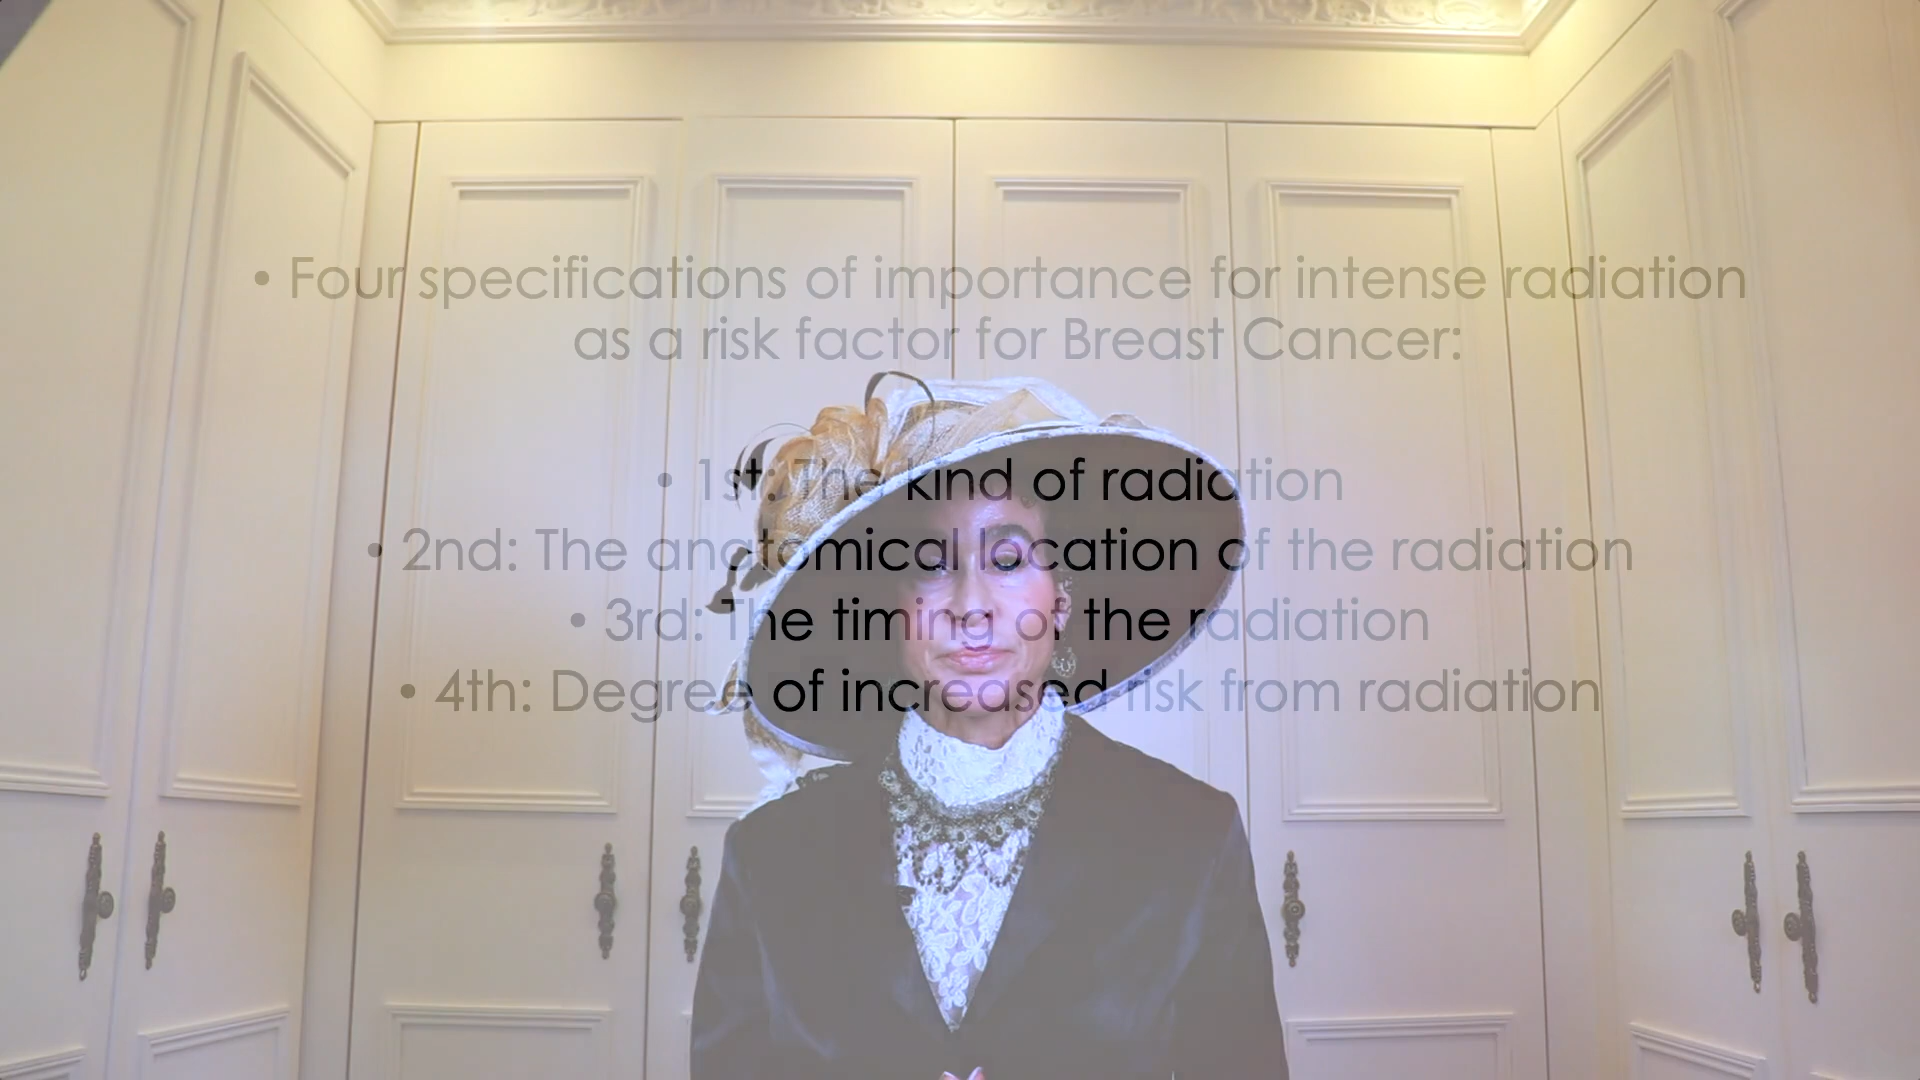 • Four specifications of importance for intense radiation
as a risk factor for Breast Cancer:
• 1st: The kind of radiation
• 2nd: The anatomical location of the radiation
• 3rd: The timing of the radiation
• 4th: Degree of increased risk from radiation